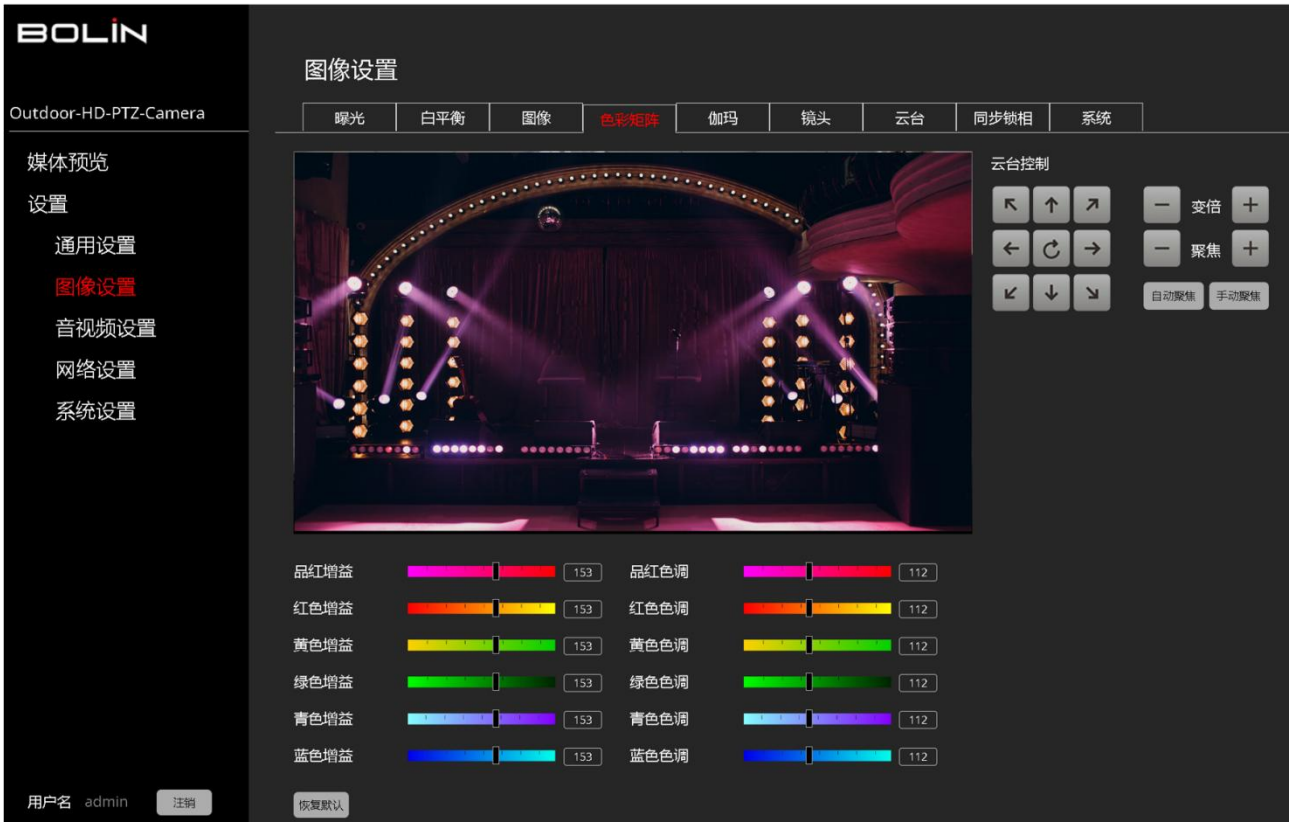 BOLIN
Outdoor-HD-PTZ-Camera
媒体预览
设置
通用设置
图像设置
音视频设置
网络设置
系统设置
用户名 admin 注销
图像设置
曝光 白平衡 图像 色彩矩阵 伽玛 镜头 云台 同步锁相 系统
云台控制
变倍
聚焦
自动聚焦 手动聚焦
品红增益 153 品红色调 112
红色增益 153 红色色调 112
黄色增益 153 黄色色调 112
绿色增益 153 绿色色调 112
青色增益 153 青色色调 112
蓝色增益 153 蓝色色调 112
恢复默认